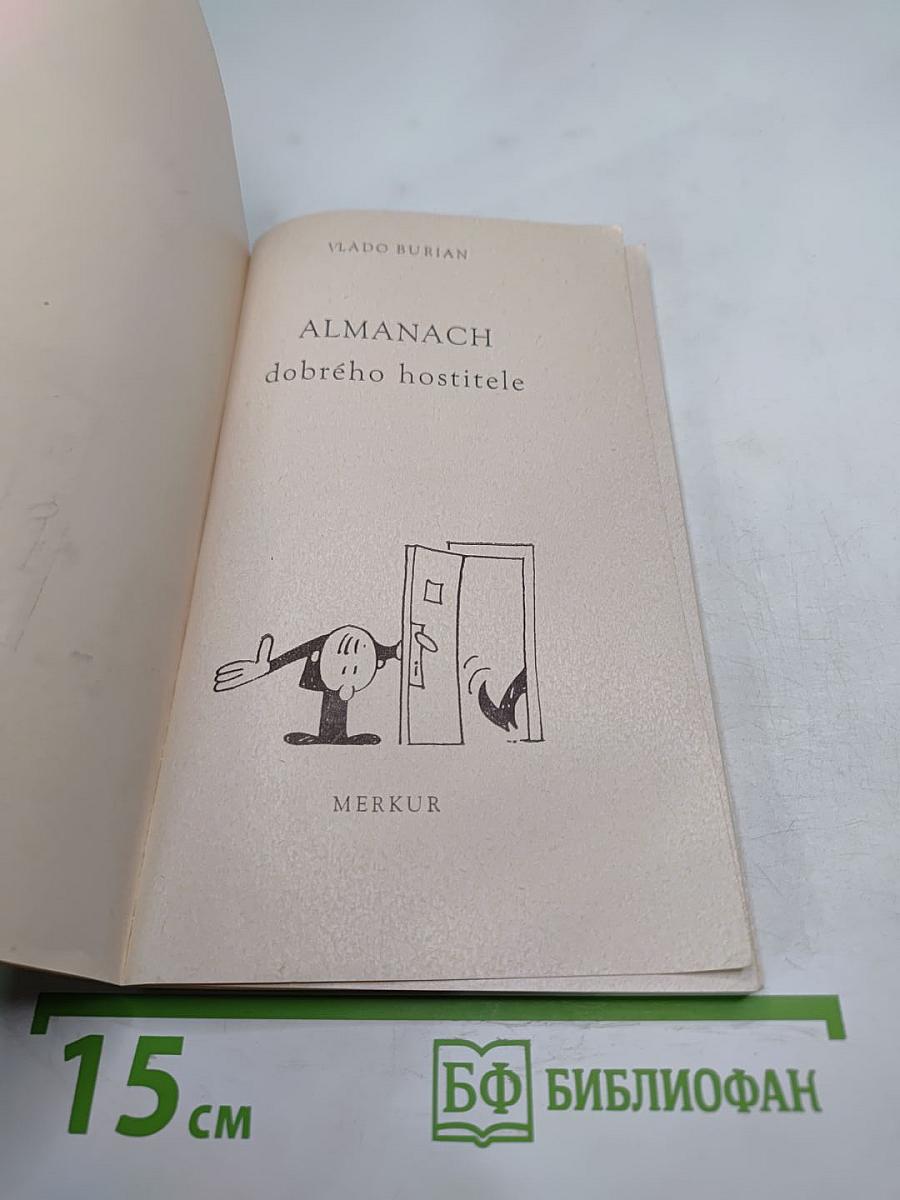 VLADO BURIAN
ALMANACH
dobrého hostitele
MERKUR
15 см
БФ БИБЛИОФАН